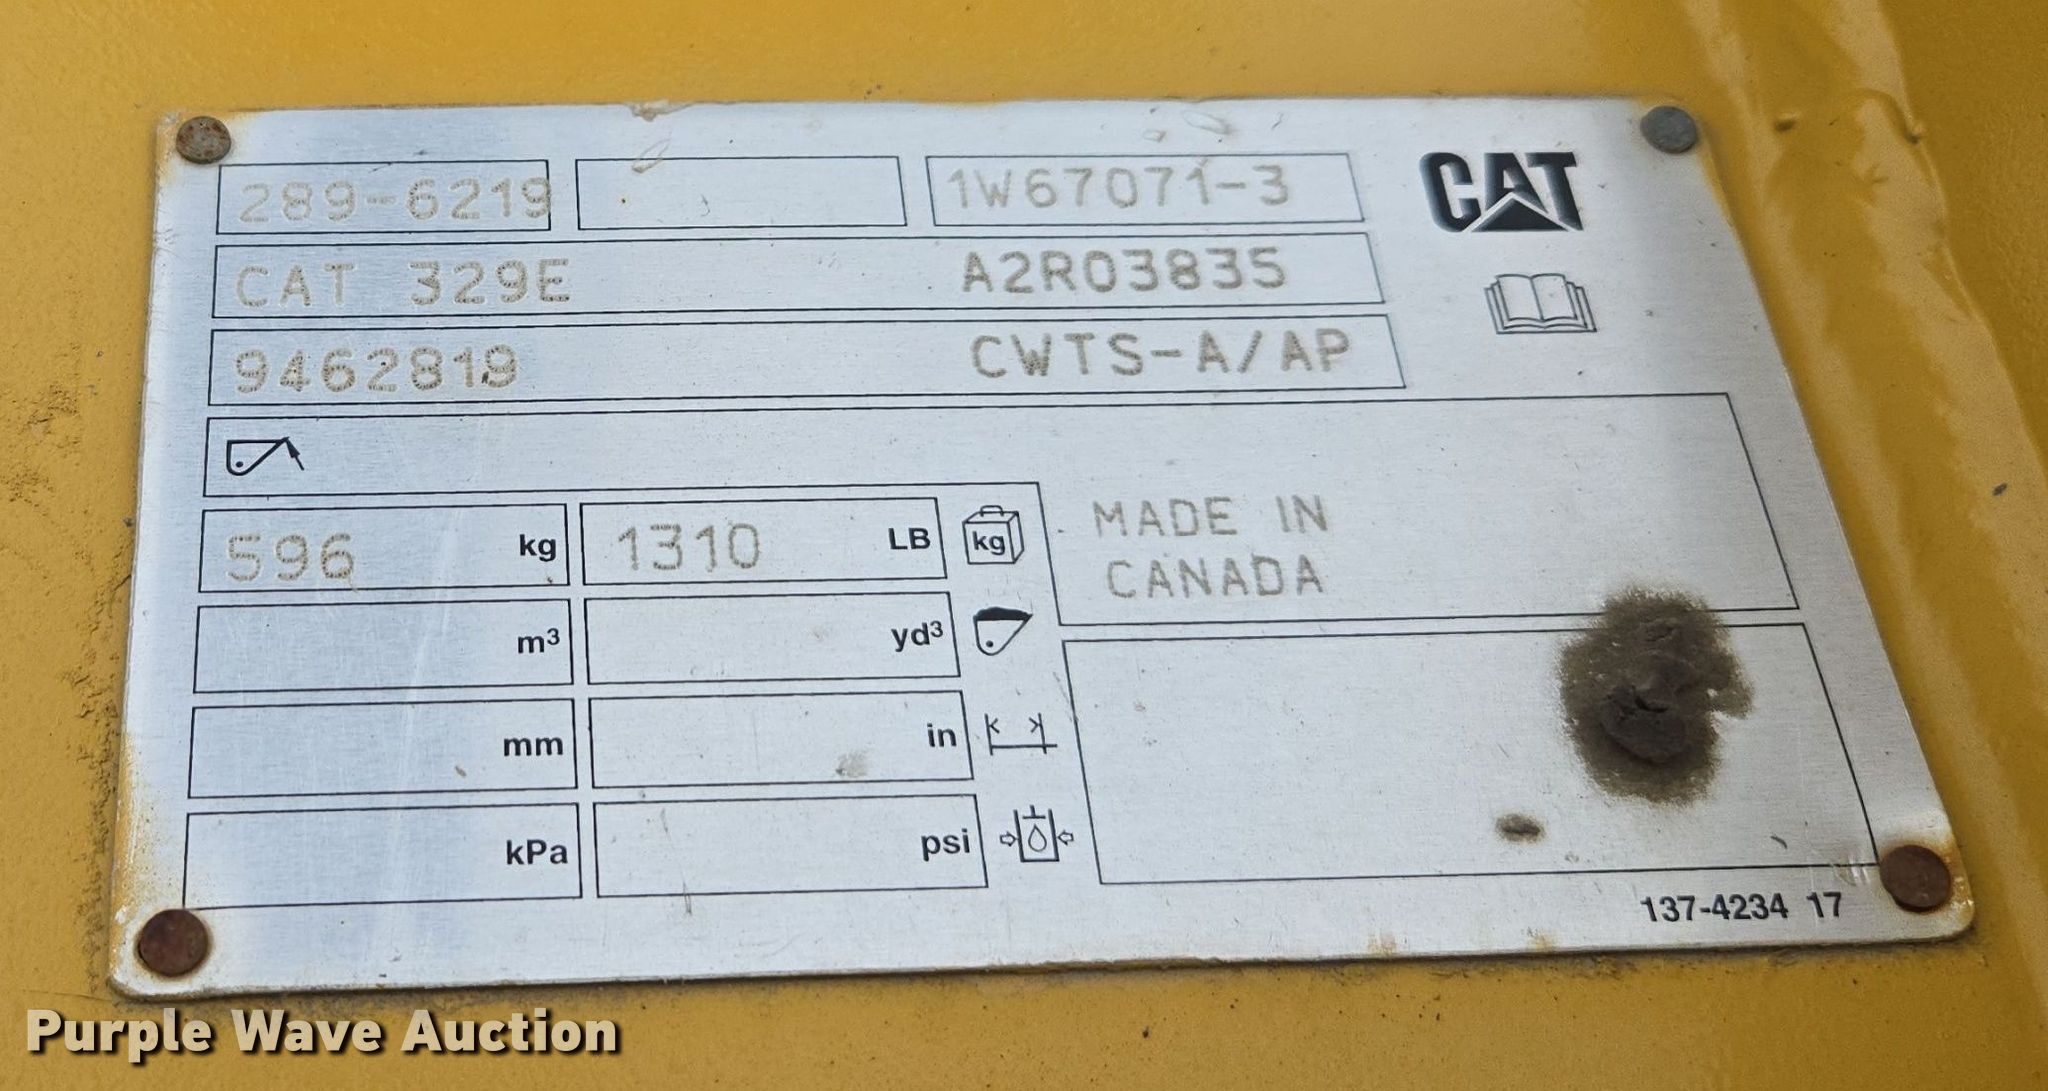 289-6219 1W67071-3 CAT
CAT 329E A2R03835
9462819 CWTS-A/AP
596 kg 1310 LB kg
MADE IN
CANADA
m³ yd³
mm in
kPa psi
137-4234 17
Purple Wave Auction